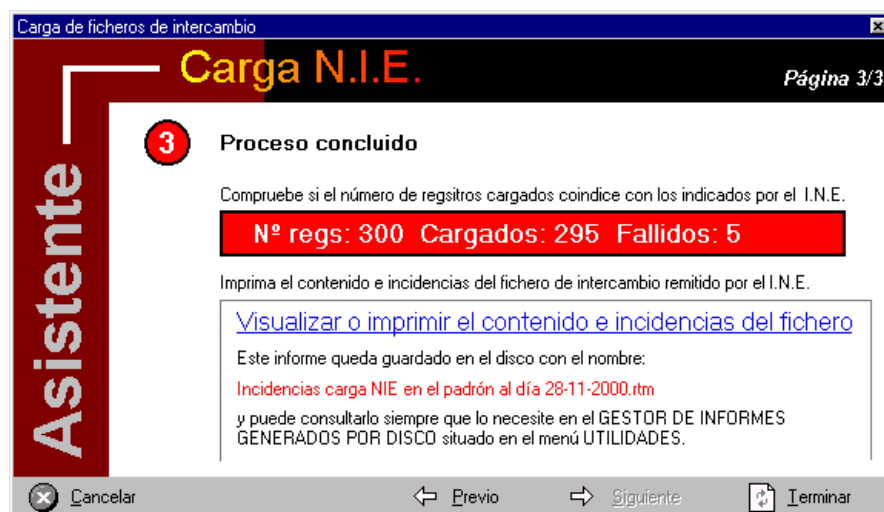 Carga de ficheros de intercambio
Carga N.I.E.
Página 3/3
Asistente
3
Proceso concluido
Compruebe si el número de regsitros cargados coindice con los indicados por el I.N.E.
Nº regs: 300 Cargados: 295 Fallidos: 5
Imprima el contenido e incidencias del fichero de intercambio remitido por el I.N.E.
Visualizar o imprimir el contenido e incidencias del fichero
Este informe queda guardado en el disco con el nombre:
Incidencias carga NIE en el padrón al día 28-11-2000.rtm
y puede consultarlo siempre que lo necesite en el GESTOR DE INFORMES
GENERADOS POR DISCO situado en el menú UTILIDADES.
Cancelar Previo Siguiente Terminar